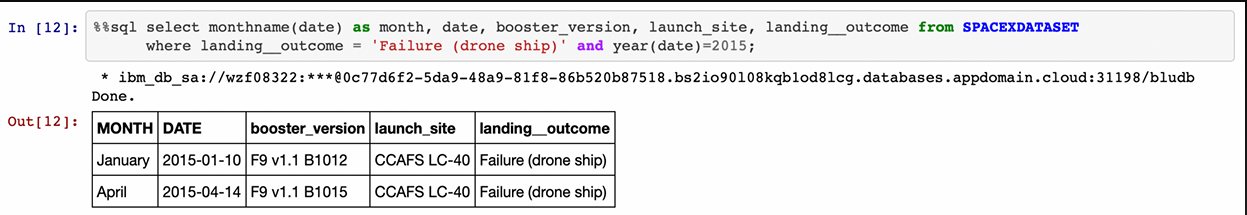 In [12]: %%sql select monthname(date) as month, date, booster_version, launch_site, landing__outcome from SPACEXDATASET
where landing__outcome = 'Failure (drone ship)' and year(date)=2015;
* ibm_db_sa://wzf08322:***@0c77d6f2-5da9-48a9-81f8-86b520b87518.bs2io90l08kqb1od8lcg.databases.appdomain.cloud:31198/bludb
Done.
Out[12]:
MONTH DATE booster_version launch_site landing__outcome
January 2015-01-10 F9 v1.1 B1012 CCAFS LC-40 Failure (drone ship)
April 2015-04-14 F9 v1.1 B1015 CCAFS LC-40 Failure (drone ship)